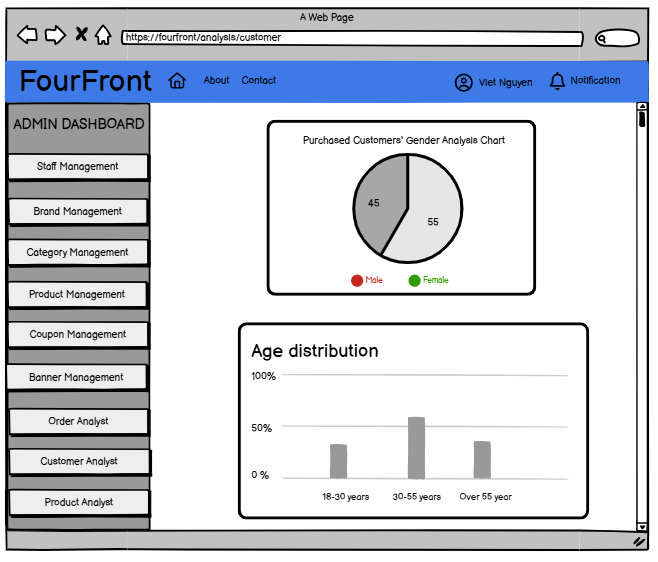 A Web Page
https://fourfront/analysis/customer
FourFront
About
Contact
Viet Nguyen
Notification
ADMIN DASHBOARD
Staff Management
Brand Management
Category Management
Product Management
Coupon Management
Banner Management
Order Analyst
Customer Analyst
Product Analyst
Purchased Customers' Gender Analysis Chart
45
55
Male
Female
Age distribution
100%
50%
0 %
18-30 years
30-55 years
Over 55 year